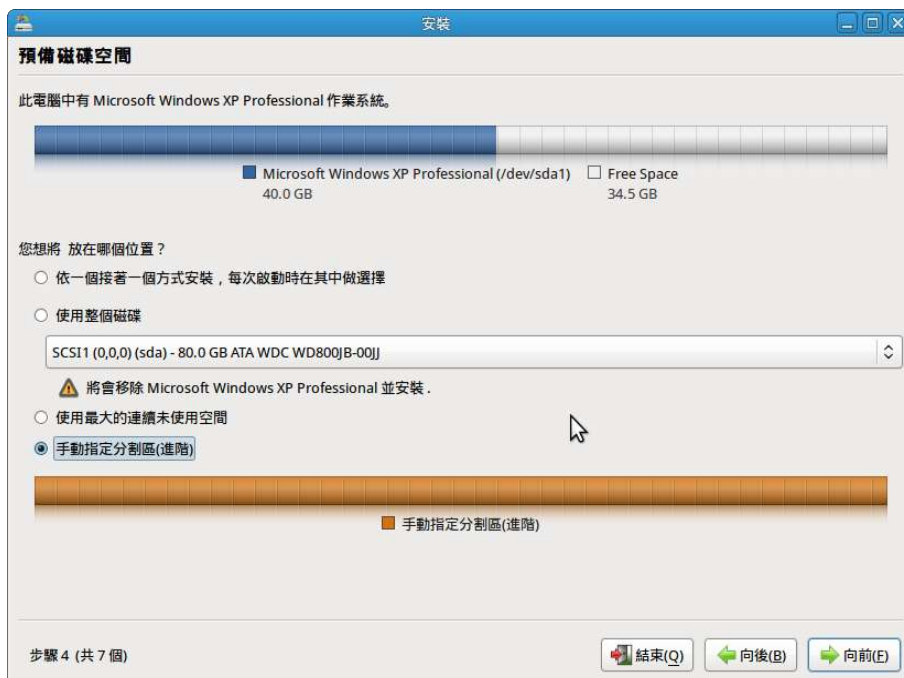 安裝
預備磁碟空間
此電腦中有 Microsoft Windows XP Professional 作業系統。
Microsoft Windows XP Professional (/dev/sda1) Free Space
40.0 GB 34.5 GB
您想將 放在哪個位置？
依一個接著一個方式安裝，每次啟動時在其中做選擇
使用整個磁碟
SCSI1 (0,0,0) (sda) - 80.0 GB ATA WDC WD800JB-00JJ
將會移除 Microsoft Windows XP Professional 並安裝 .
使用最大的連續未使用空間
手動指定分割區(進階)
手動指定分割區(進階)
步驟 4 (共 7 個) 結束(Q) 向後(B) 向前(F)